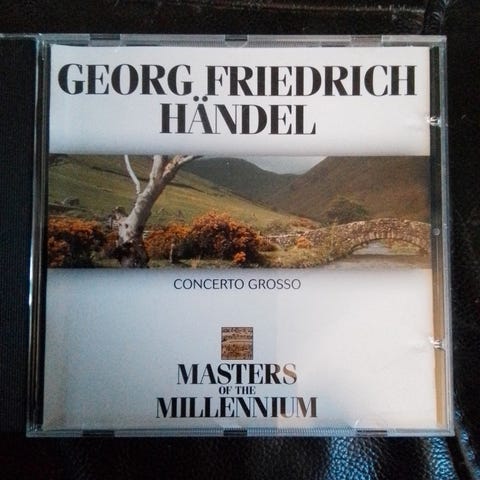 GEORG FRIEDRICH
HÄNDEL
CONCERTO GROSSO
MASTERS
OF THE
MILLENNIUM